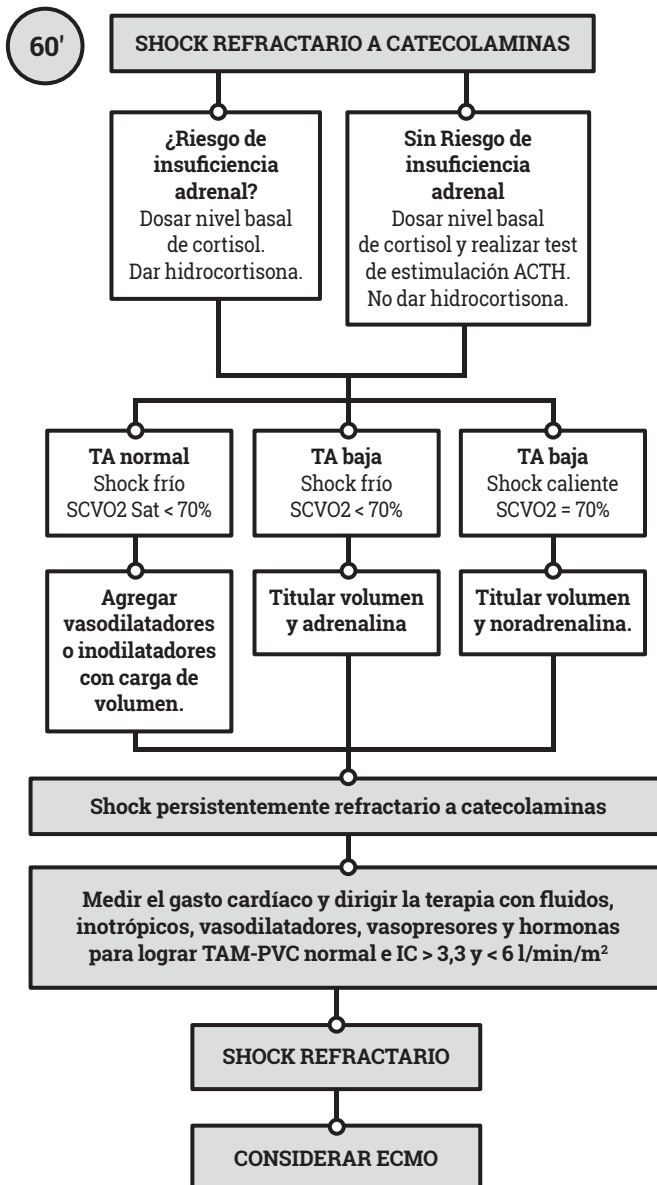 60'
SHOCK REFRACTARIO A CATECOLAMINAS
¿Riesgo de
insuficiencia
adrenal?
Dosar nivel basal
de cortisol.
Dar hidrocortisona.
Sin Riesgo de
insuficiencia
adrenal
Dosar nivel basal
de cortisol y realizar test
de estimulación ACTH.
No dar hidrocortisona.
TA normal
Shock frío
SCVO2 Sat < 70%
TA baja
Shock frío
SCVO2 < 70%
TA baja
Shock caliente
SCVO2 = 70%
Agregar
vasodilatadores
o inodilatadores
con carga de
volumen.
Titular volumen
y adrenalina
Titular volumen
y noradrenalina.
Shock persistentemente refractario a catecolaminas
Medir el gasto cardíaco y dirigir la terapia con fluidos,
inotrópicos, vasodilatadores, vasopresores y hormonas
para lograr TAM-PVC normal e IC > 3,3 y < 6 l/min/m²
SHOCK REFRACTARIO
CONSIDERAR ECMO